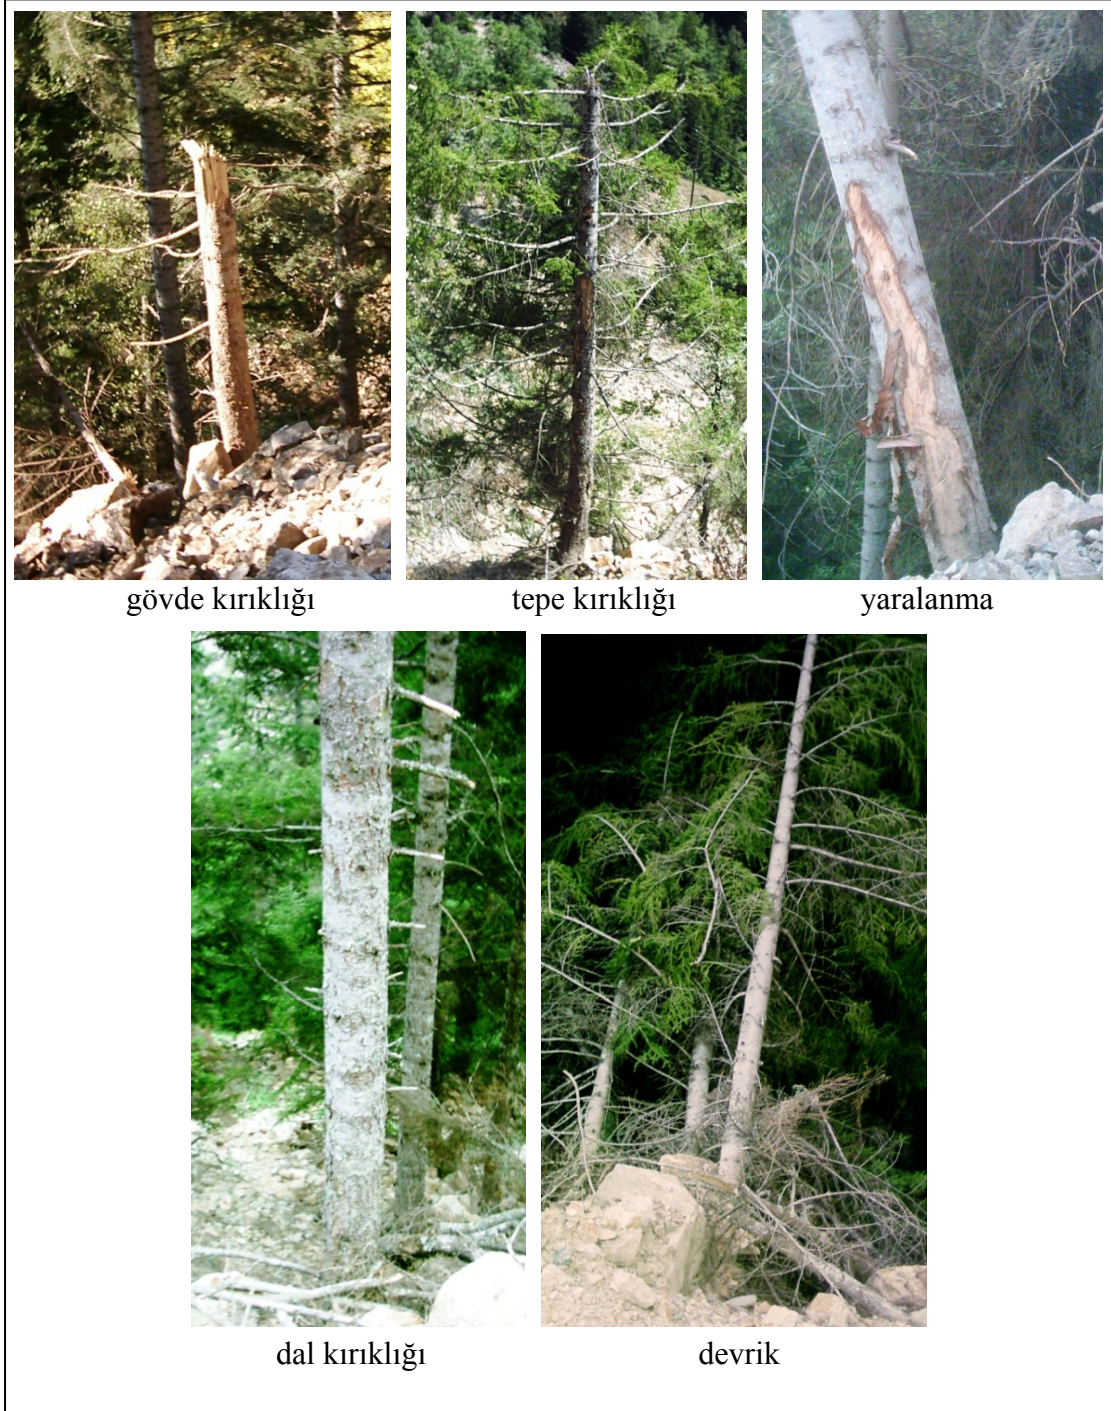 gövde kırıklığı
tepe kırıklığı
yaralanma
dal kırıklığı
devrik